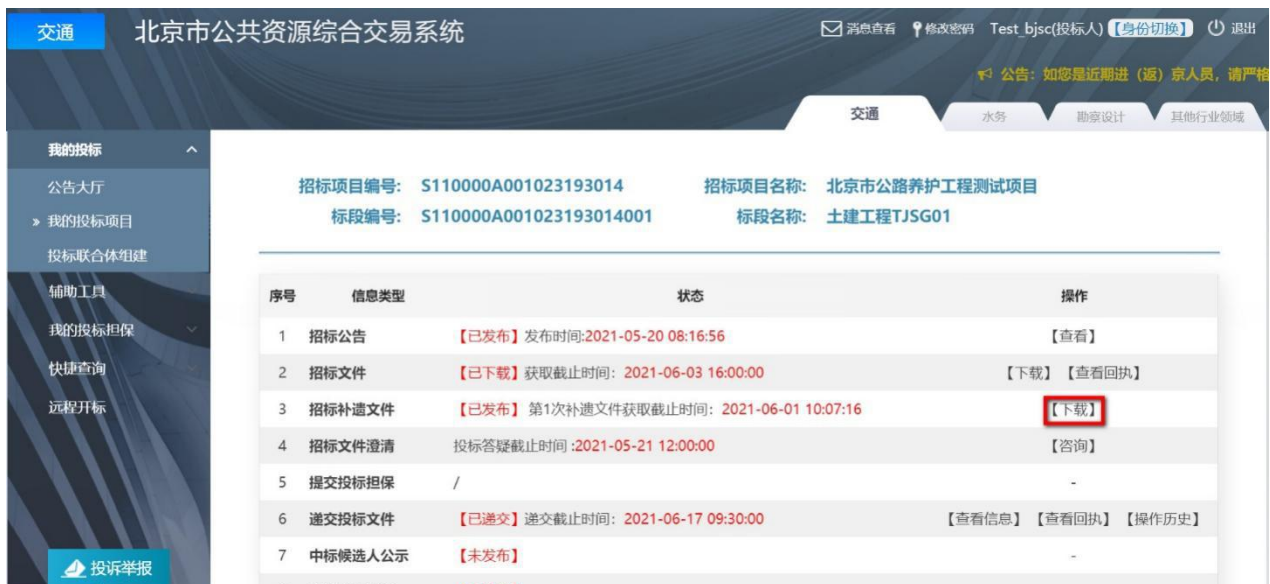 交通 北京市公共资源综合交易系统 消息查看 修改密码 Test_bjsc(投标人)【身份切换】 退出
公告：如您是近期进（返）京人员，请严格
交通 水务 勘察设计 其他行业领域
我的投标
公告大厅
» 我的投标项目
投标联合体组建
辅助工具
我的投标担保
快捷查询
远程开标
投诉举报
招标项目编号: S110000A001023193014 招标项目名称: 北京市公路养护工程测试项目
标段编号: S110000A001023193014001 标段名称: 土建工程TJSG01
序号 信息类型 状态 操作
1 招标公告 【已发布】发布时间:2021-05-20 08:16:56 【查看】
2 招标文件 【已下载】获取截止时间：2021-06-03 16:00:00 【下载】【查看回执】
3 招标补遗文件 【已发布】 第1次补遗文件获取截止时间：2021-06-01 10:07:16 【下载】
4 招标文件澄清 投标答疑截止时间 :2021-05-21 12:00:00 【咨询】
5 提交投标担保 / -
6 递交投标文件 【已递交】递交截止时间：2021-06-17 09:30:00 【查看信息】【查看回执】【操作历史】
7 中标候选人公示 【未发布】 -